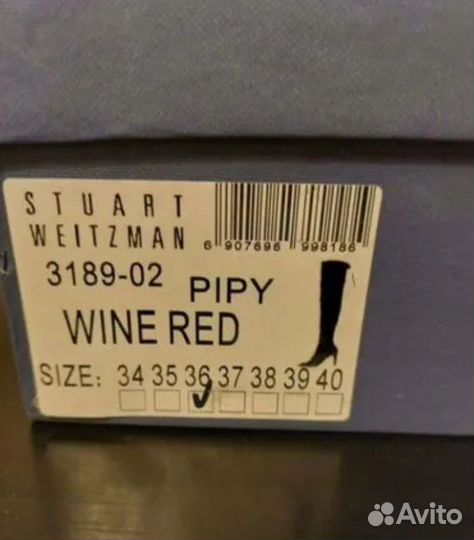 STUART
WEITZMAN
6 907696 998186
3189-02 PIPY
WINE RED
SIZE: 34 35 36 37 38 39 40
Avito